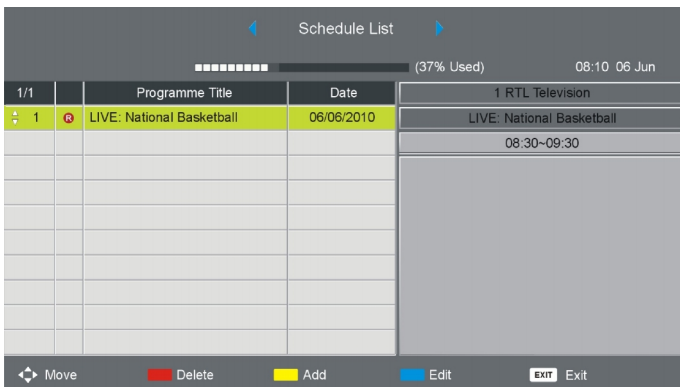 Schedule List
(37% Used) 08:10 06 Jun
1/1 Programme Title Date 1 RTL Television
1 R LIVE: National Basketball 06/06/2010 LIVE: National Basketball
08:30~09:30
Move Delete Add Edit EXIT Exit